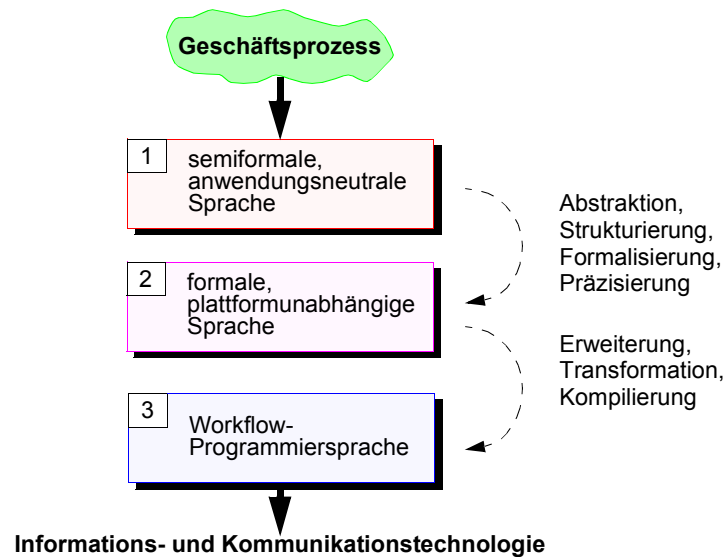 Geschäftsprozess
1
semiformale,
anwendungsneutrale
Sprache
Abstraktion,
Strukturierung,
Formalisierung,
Präzisierung
2
formale,
plattformunabhängige
Sprache
Erweiterung,
Transformation,
Kompilierung
3
Workflow-
Programmiersprache
Informations- und Kommunikationstechnologie